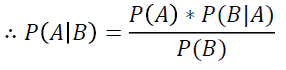 ∴ P(A|B) = P(A) * P(B|A) / P(B)